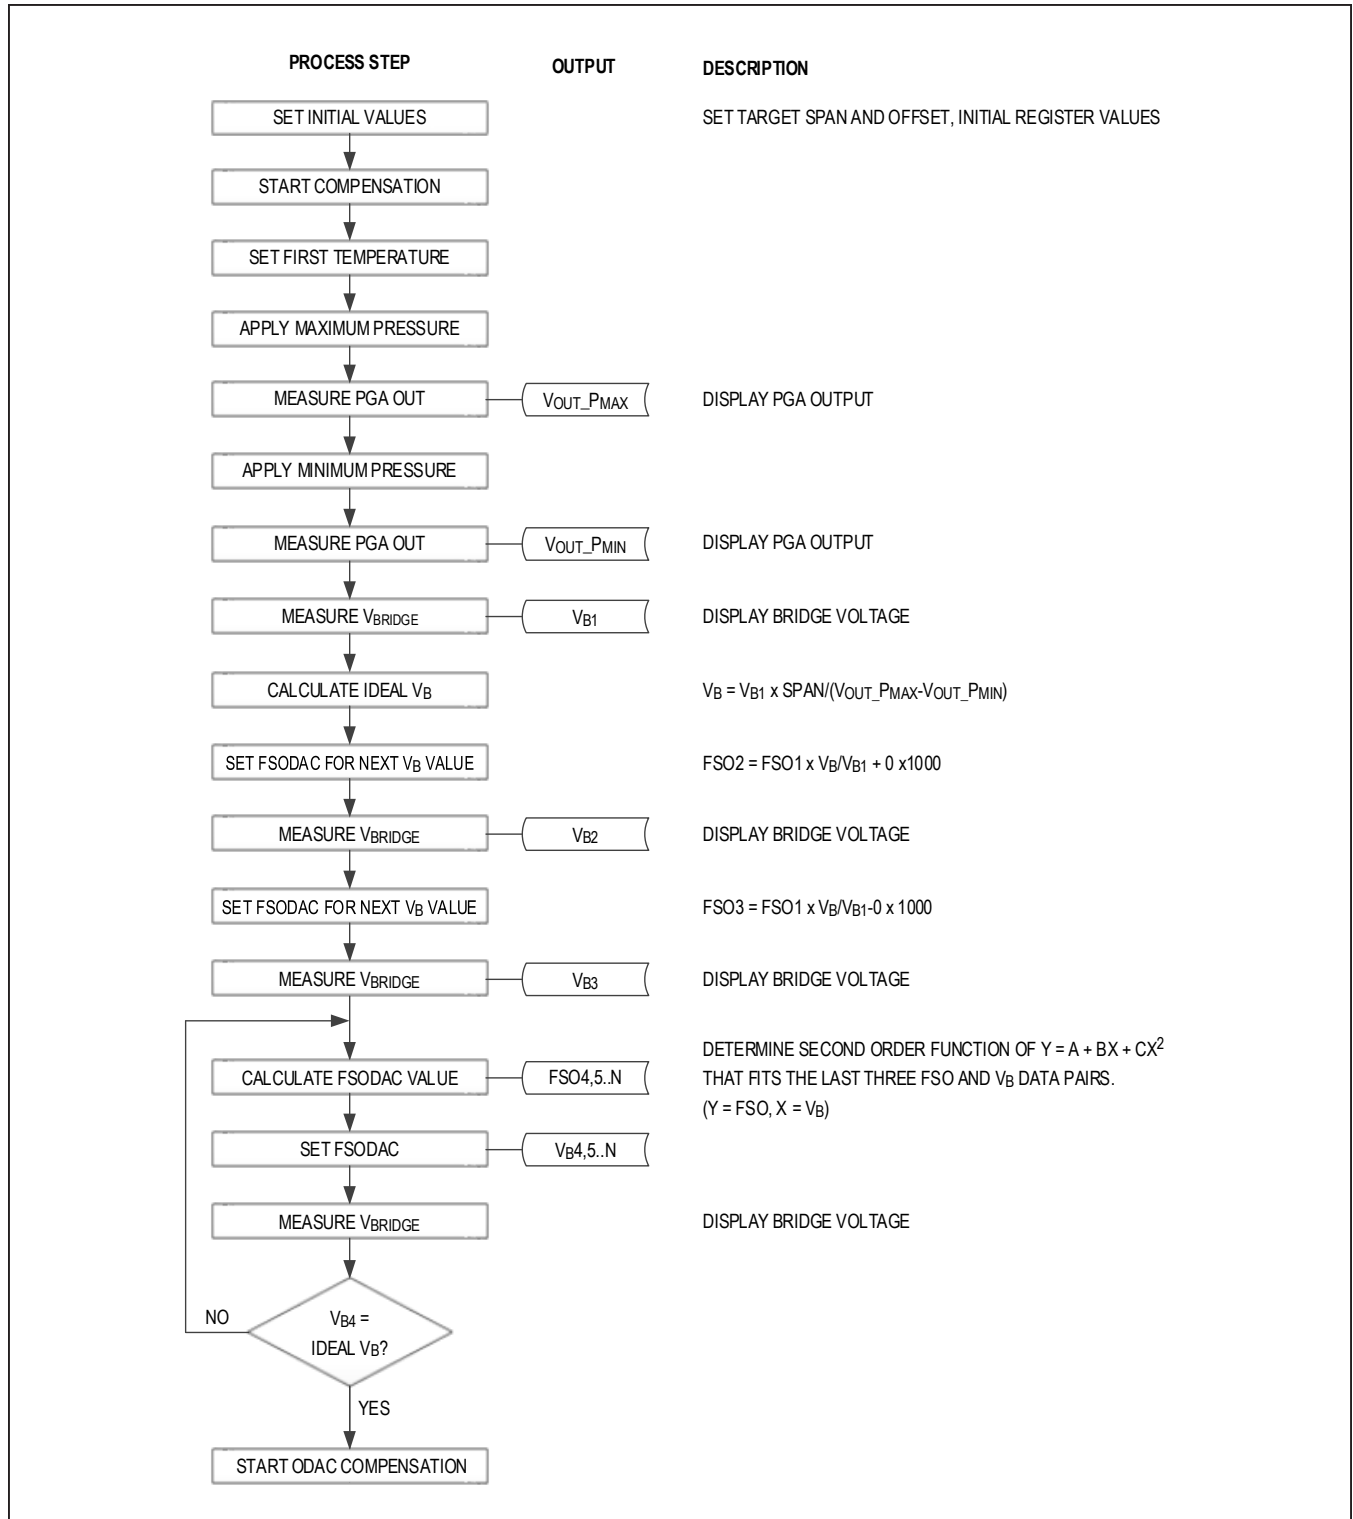 PROCESS STEP OUTPUT DESCRIPTION
SET INITIAL VALUES SET TARGET SPAN AND OFFSET, INITIAL REGISTER VALUES
START COMPENSATION
SET FIRST TEMPERATURE
APPLY MAXIMUM PRESSURE
MEASURE PGA OUT VOUT_PMAX DISPLAY PGA OUTPUT
APPLY MINIMUM PRESSURE
MEASURE PGA OUT VOUT_PMIN DISPLAY PGA OUTPUT
MEASURE VBRIDGE VB1 DISPLAY BRIDGE VOLTAGE
CALCULATE IDEAL VB VB = VB1 x SPAN/(VOUT_PMAX-VOUT_PMIN)
SET FSODAC FOR NEXT VB VALUE FSO2 = FSO1 x VB/VB1 + 0 x1000
MEASURE VBRIDGE VB2 DISPLAY BRIDGE VOLTAGE
SET FSODAC FOR NEXT VB VALUE FSO3 = FSO1 x VB/VB1-0 x 1000
MEASURE VBRIDGE VB3 DISPLAY BRIDGE VOLTAGE
DETERMINE SECOND ORDER FUNCTION OF Y = A + BX + CX²
CALCULATE FSODAC VALUE FSO4,5..N THAT FITS THE LAST THREE FSO AND VB DATA PAIRS.
(Y = FSO, X = VB)
SET FSODAC VB4,5..N
MEASURE VBRIDGE DISPLAY BRIDGE VOLTAGE
NO VB4 =
IDEAL VB?
YES
START ODAC COMPENSATION